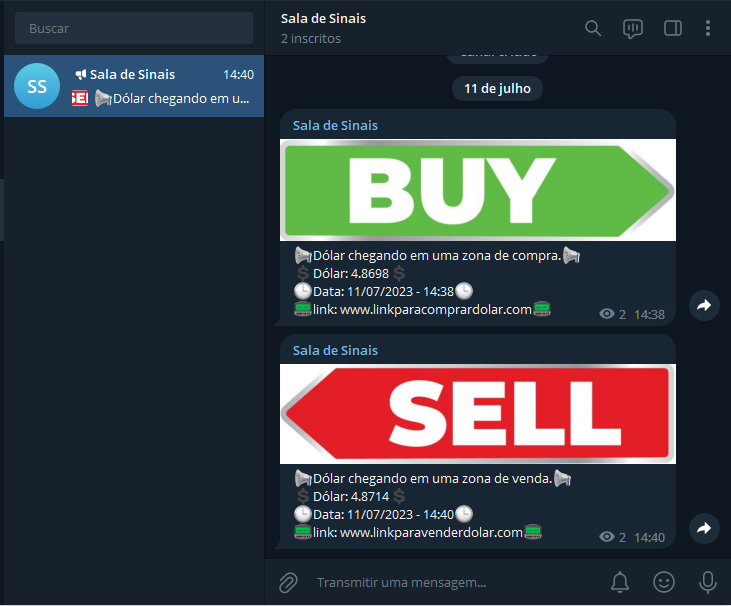 Buscar
SS
Sala de Sinais
14:40
SEI
Dólar chegando em u...
Sala de Sinais
2 inscritos
11 de julho
Sala de Sinais
BUY
Dólar chegando em uma zona de compra.
$ Dólar: 4.8698 $
Data: 11/07/2023 - 14:38
link: www.linkparacomprardolar.com
2 14:38
Sala de Sinais
SELL
Dólar chegando em uma zona de venda.
$ Dólar: 4.8714 $
Data: 11/07/2023 - 14:40
link: www.linkparavenderdolar.com
2 14:40
Transmitir uma mensagem...